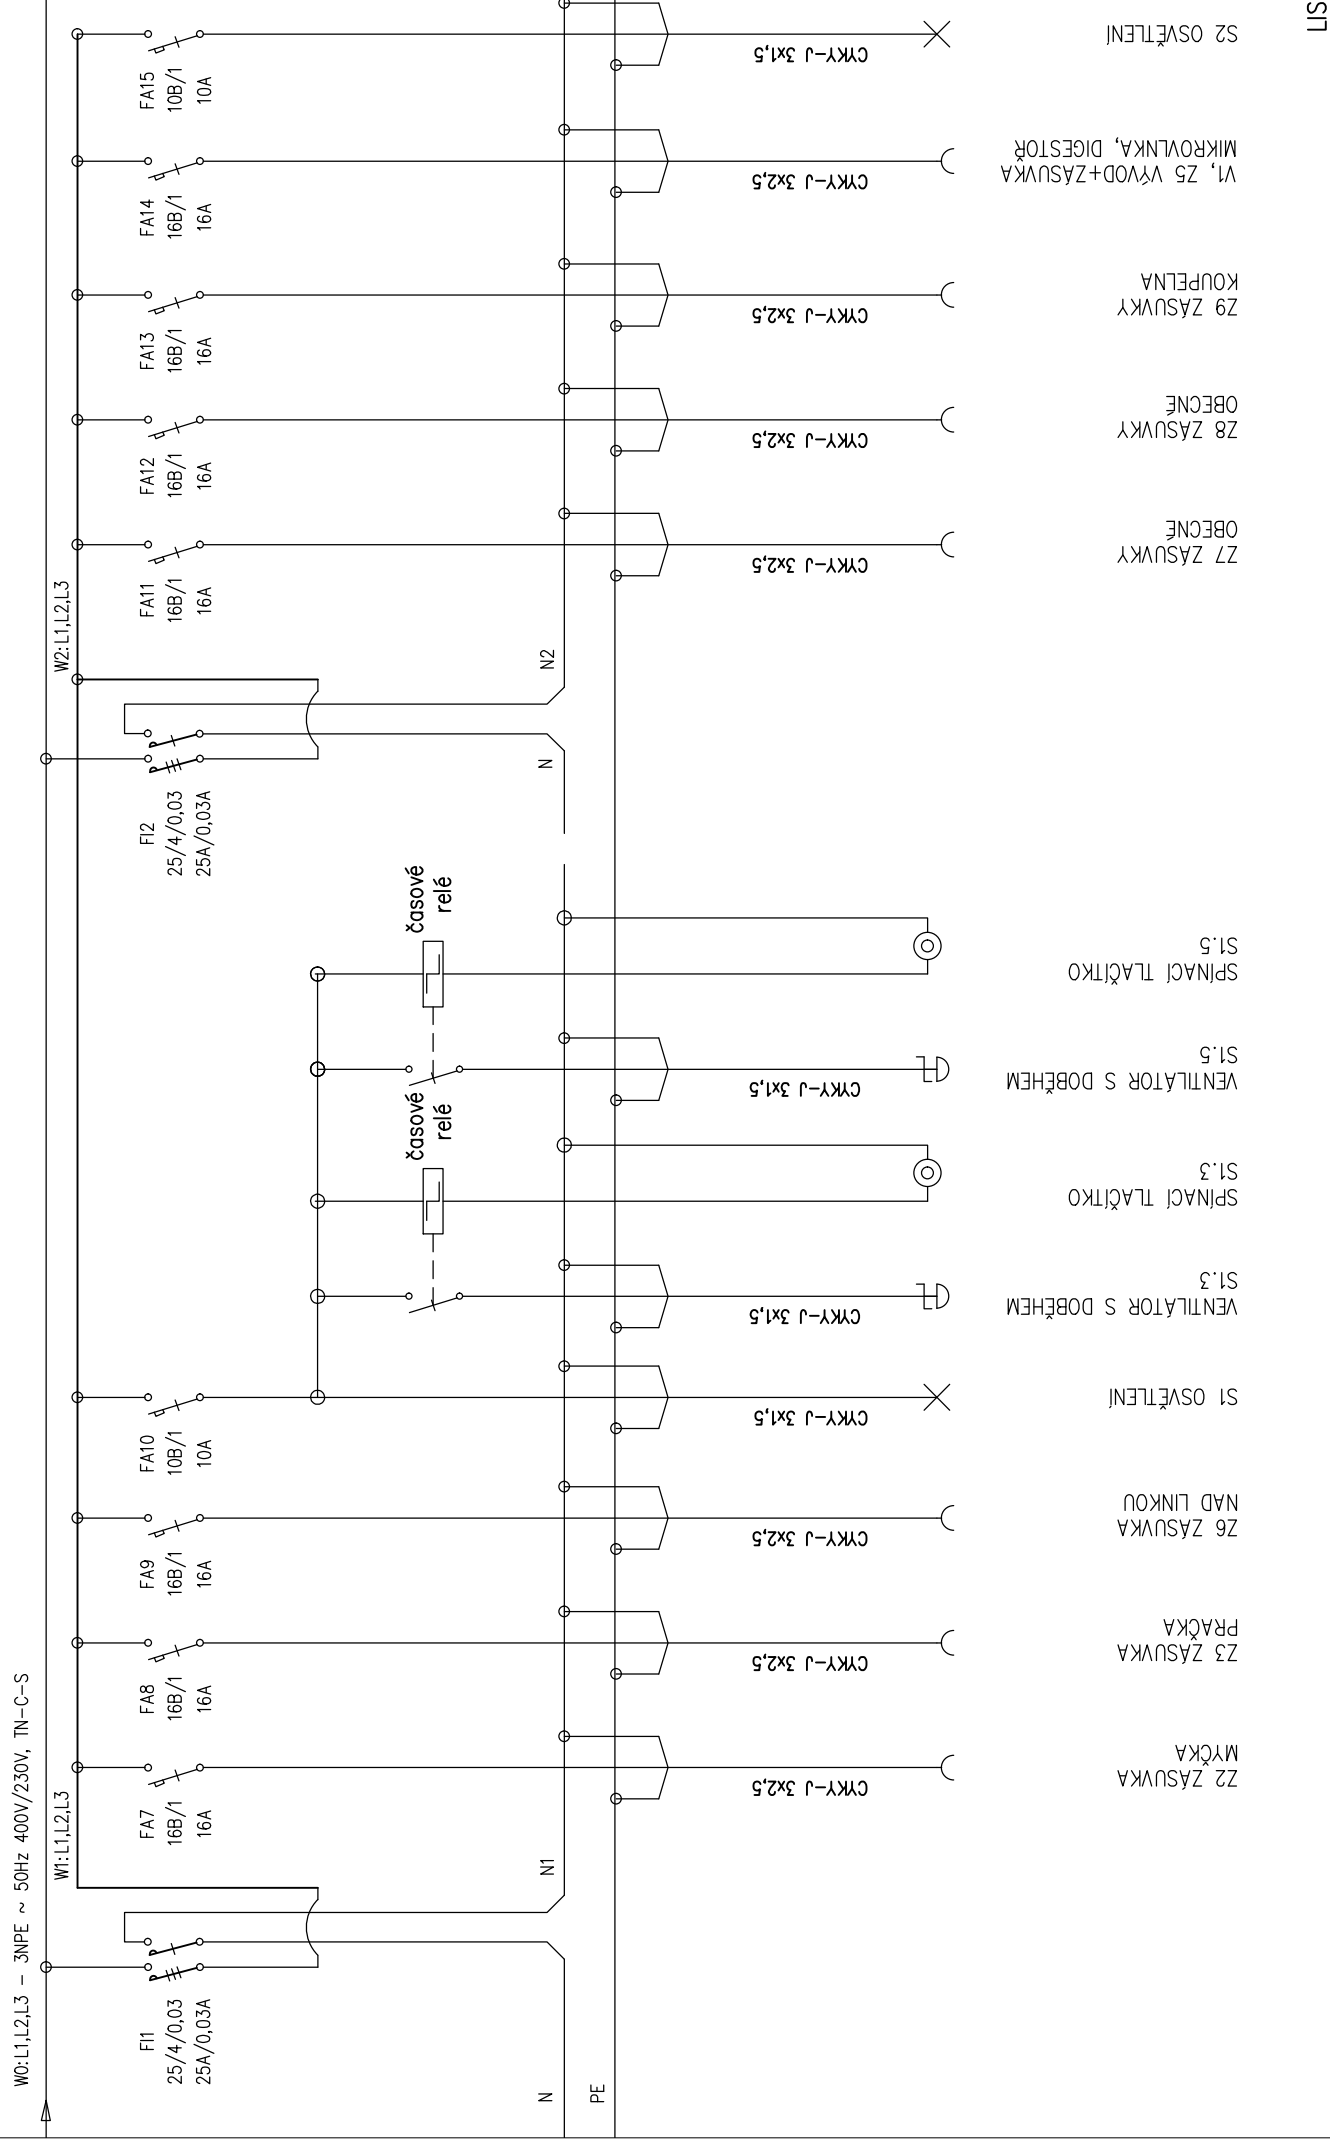 W0:L1,L2,L3 – 3NPE ~ 50Hz 400V/230V, TN–C–S
FI1
25/4/0,03
25A/0,03A
N
PE
W1:L1,L2,L3
N1
FA7
16B/1
16A
CYKY–J 3x2,5
Z2 ZÁSUVKA
MYČKA
FA8
16B/1
16A
CYKY–J 3x2,5
Z3 ZÁSUVKA
PRAČKA
FA9
16B/1
16A
CYKY–J 3x2,5
Z6 ZÁSUVKA
NAD LINKOU
FA10
10B/1
10A
CYKY–J 3x1,5
S1 OSVĚTLENÍ
CYKY–J 3x1,5
VENTILÁTOR S DOBĚHEM
S1.3
časové
relé
SPÍNACÍ TLAČÍTKO
S1.3
CYKY–J 3x1,5
VENTILÁTOR S DOBĚHEM
S1.5
časové
relé
SPÍNACÍ TLAČÍTKO
S1.5
FI2
25/4/0,03
25A/0,03A
N
W2:L1,L2,L3
N2
FA11
16B/1
16A
CYKY–J 3x2,5
Z7 ZÁSUVKY
OBECNÉ
FA12
16B/1
16A
CYKY–J 3x2,5
Z8 ZÁSUVKY
OBECNÉ
FA13
16B/1
16A
CYKY–J 3x2,5
Z9 ZÁSUVKY
KOUPELNA
FA14
16B/1
16A
CYKY–J 3x2,5
V1, Z5 VÝVOD+ZÁSUVKA
MIKROVLNKA, DIGESTOŘ
FA15
10B/1
10A
CYKY–J 3x1,5
S2 OSVĚTLENÍ
LIS